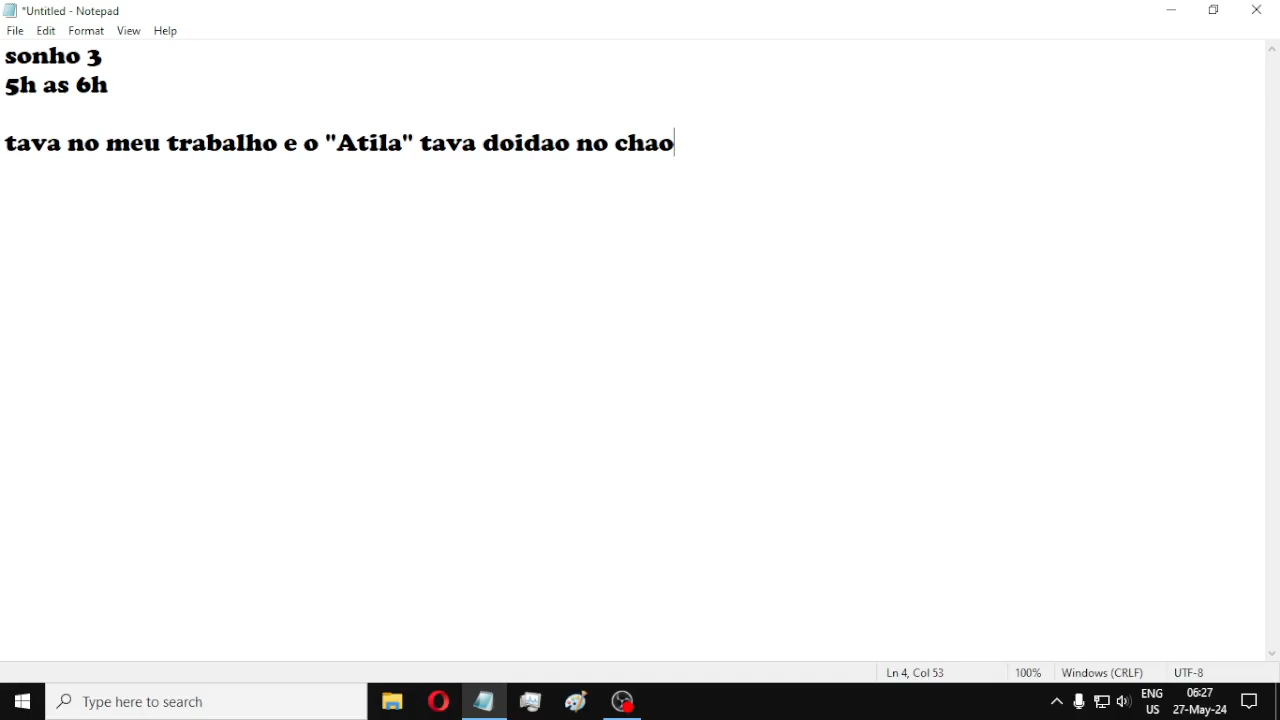 *Untitled - Notepad
File Edit Format View Help
sonho 3
5h as 6h
tava no meu trabalho e o "Atila" tava doidao no chao
Ln 4, Col 53 100% Windows (CRLF) UTF-8
Type here to search
ENG 06:27
US 27-May-24